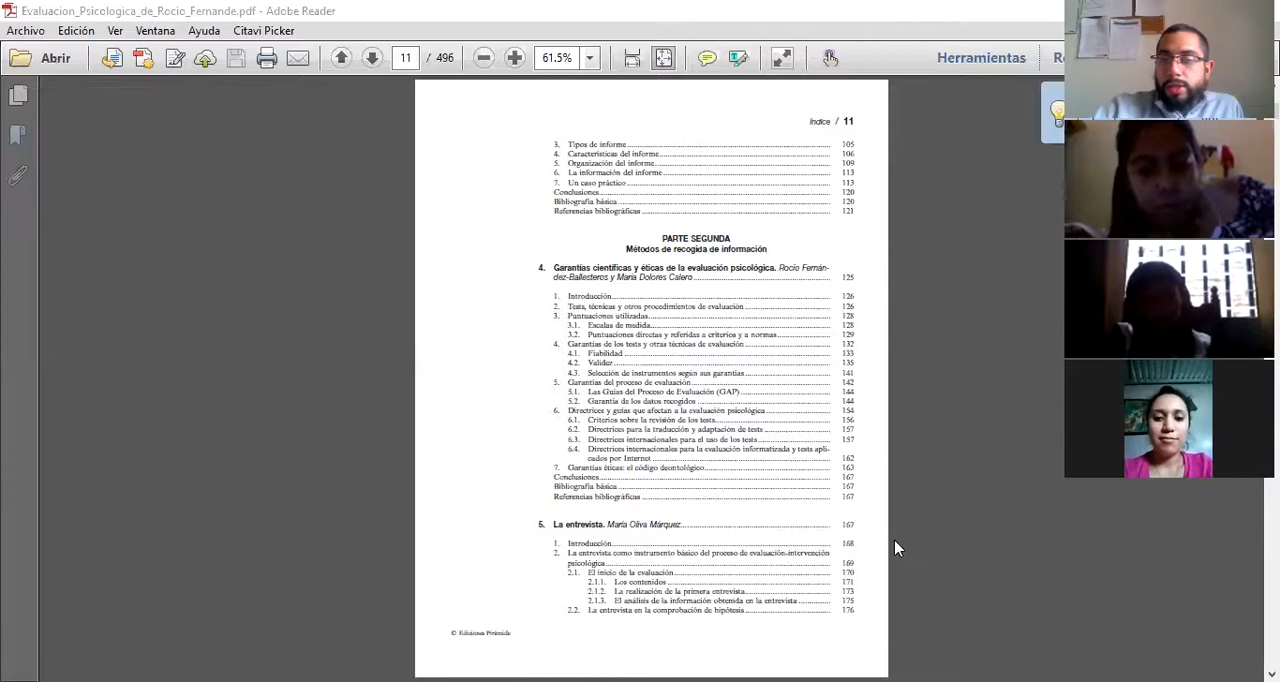 Evaluacion_Psicologica_de_Rocio_Fernande.pdf - Adobe Reader
Archivo Edición Ver Ventana Ayuda Citavi Picker
Abrir 11 / 496 61.5% Herramientas
Índice / 11
3. Tipos de informe 105
4. Características del informe 106
5. Organización del informe 109
6. La información del informe 113
7. Un caso práctico 113
Conclusiones 120
Bibliografía básica 120
Referencias bibliográficas 121
PARTE SEGUNDA
Métodos de recogida de información
4. Garantías científicas y éticas de la evaluación psicológica. Rocío Fernán-
dez-Ballesteros y María Dolores Calero 125
1. Introducción 126
2. Tests, técnicas y otros procedimientos de evaluación 126
3. Puntuaciones utilizadas 128
3.1. Escalas de medida 128
3.2. Puntuaciones directas y referidas a criterios y a normas 129
4. Garantías de los tests y otras técnicas de evaluación 132
4.1. Fiabilidad 133
4.2. Validez 135
4.3. Selección de instrumentos según sus garantías 141
5. Garantías del proceso de evaluación 142
5.1. Las Guías del Proceso de Evaluación (GAP) 144
5.2. Garantía de los datos recogidos 144
6. Directrices y guías que afectan a la evaluación psicológica 154
6.1. Criterios sobre la revisión de los tests 156
6.2. Directrices para la traducción y adaptación de tests 157
6.3. Directrices internacionales para el uso de los tests 157
6.4. Directrices internacionales para la evaluación informatizada y tests apli-
cados por Internet 162
7. Garantías éticas: el código deontológico 163
Conclusiones 167
Bibliografía básica 167
Referencias bibliográficas 167
5. La entrevista. María Oliva Márquez 167
1. Introducción 168
2. La entrevista como instrumento básico del proceso de evaluación-intervención
psicológica 169
2.1. El inicio de la evaluación 170
2.1.1. Los contenidos 171
2.1.2. La realización de la primera entrevista 173
2.1.3. El análisis de la información obtenida en la entrevista 175
2.2. La entrevista en la comprobación de hipótesis 176
© Ediciones Pirámide